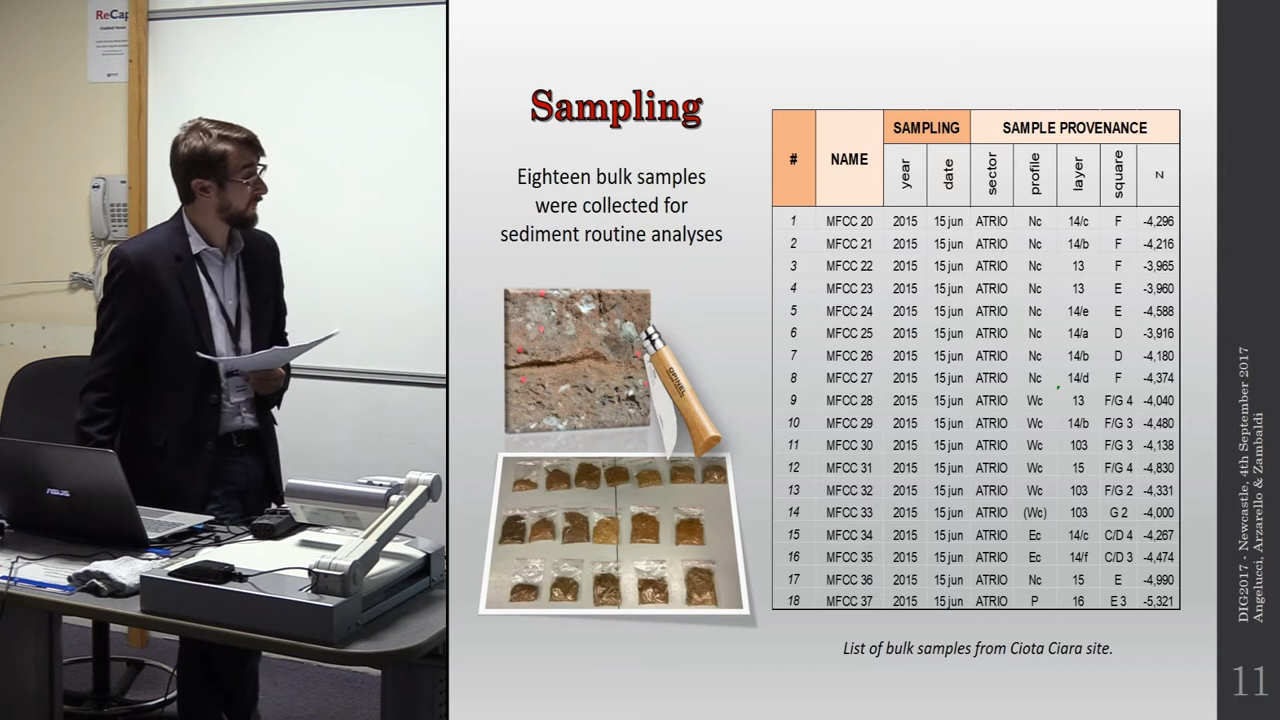 ReCap
Sampling
Eighteen bulk samples
were collected for
sediment routine analyses
OPINEL
ASUS
# NAME SAMPLING SAMPLE PROVENANCE
year date sector profile layer square z
1 MFCC 20 2015 15 jun ATRIO Nc 14/c F -4,296
2 MFCC 21 2015 15 jun ATRIO Nc 14/b F -4,216
3 MFCC 22 2015 15 jun ATRIO Nc 13 F -3,965
4 MFCC 23 2015 15 jun ATRIO Nc 13 E -3,960
5 MFCC 24 2015 15 jun ATRIO Nc 14/e E -4,588
6 MFCC 25 2015 15 jun ATRIO Nc 14/a D -3,916
7 MFCC 26 2015 15 jun ATRIO Nc 14/b D -4,180
8 MFCC 27 2015 15 jun ATRIO Nc 14/d F -4,374
9 MFCC 28 2015 15 jun ATRIO Wc 13 F/G 4 -4,040
10 MFCC 29 2015 15 jun ATRIO Wc 14/b F/G 3 -4,480
11 MFCC 30 2015 15 jun ATRIO Wc 103 F/G 3 -4,138
12 MFCC 31 2015 15 jun ATRIO Wc 15 F/G 4 -4,830
13 MFCC 32 2015 15 jun ATRIO Wc 103 F/G 2 -4,331
14 MFCC 33 2015 15 jun ATRIO (Wc) 103 G 2 -4,000
15 MFCC 34 2015 15 jun ATRIO Ec 14/c C/D 4 -4,267
16 MFCC 35 2015 15 jun ATRIO Ec 14/f C/D 3 -4,474
17 MFCC 36 2015 15 jun ATRIO Nc 15 E -4,990
18 MFCC 37 2015 15 jun ATRIO P 16 E 3 -5,321
List of bulk samples from Ciota Ciara site.
DIG2017 - Newcastle, 4th September 2017
Angelucci, Arzarello & Zambaldi
11